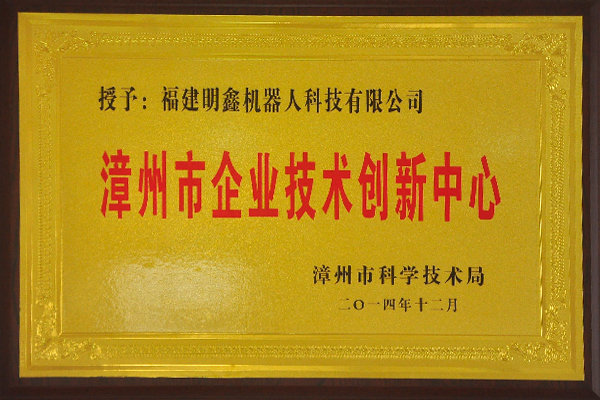 授予：福建明鑫机器人科技有限公司
漳州市企业技术创新中心
漳州市科学技术局
二〇一四年十二月